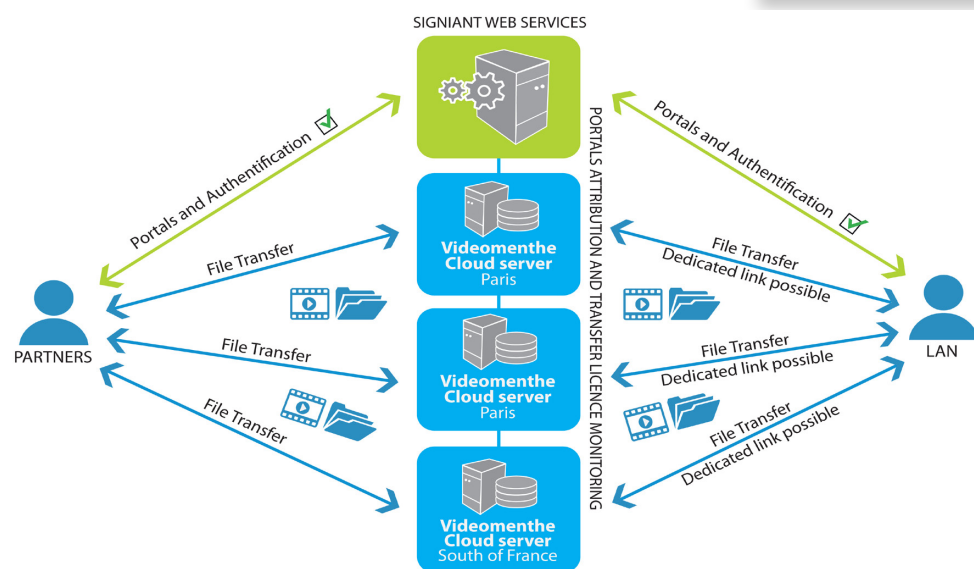 SIGNIANT WEB SERVICES
Portals and Authentification
Portals and Authentification
PORTALS ATTRIBUTION AND TRANSFER LICENCE MONITORING
File Transfer
Videomenthe
Cloud server
Paris
File Transfer
Dedicated link possible
PARTNERS
LAN
File Transfer
Videomenthe
Cloud server
Paris
File Transfer
Dedicated link possible
File Transfer
Videomenthe
Cloud server
South of France
File Transfer
Dedicated link possible